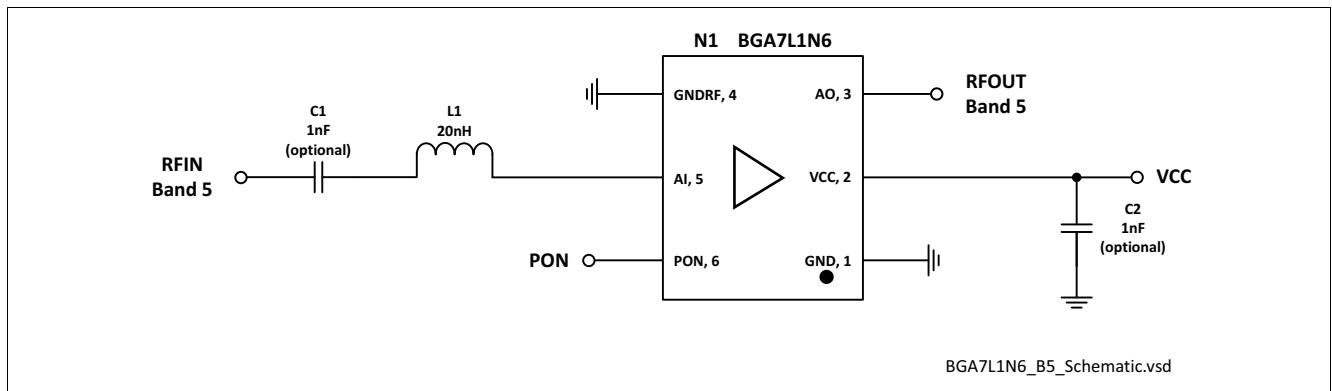 N1 BGA7L1N6
GNDRF, 4
AO, 3
RFOUT
Band 5
C1
1nF
(optional)
L1
20nH
RFIN
Band 5
AI, 5
VCC, 2
VCC
C2
1nF
(optional)
PON
PON, 6
GND, 1
BGA7L1N6_B5_Schematic.vsd